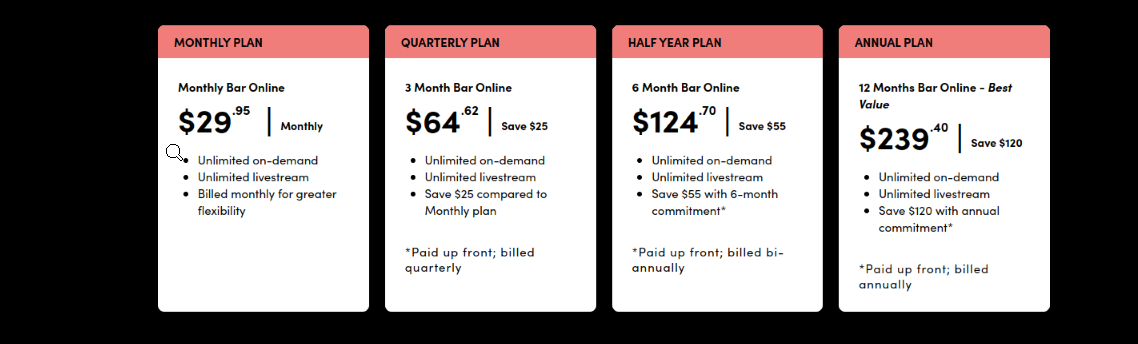 MONTHLY PLAN
Monthly Bar Online
$29.95 | Monthly
Unlimited on-demand
Unlimited livestream
Billed monthly for greater
flexibility
QUARTERLY PLAN
3 Month Bar Online
$64.62 | Save $25
Unlimited on-demand
Unlimited livestream
Save $25 compared to
Monthly plan
*Paid up front; billed
quarterly
HALF YEAR PLAN
6 Month Bar Online
$124.70 | Save $55
Unlimited on-demand
Unlimited livestream
Save $55 with 6-month
commitment*
*Paid up front; billed bi-
annually
ANNUAL PLAN
12 Months Bar Online - Best
Value
$239.40 | Save $120
Unlimited on-demand
Unlimited livestream
Save $120 with annual
commitment*
*Paid up front; billed
annually